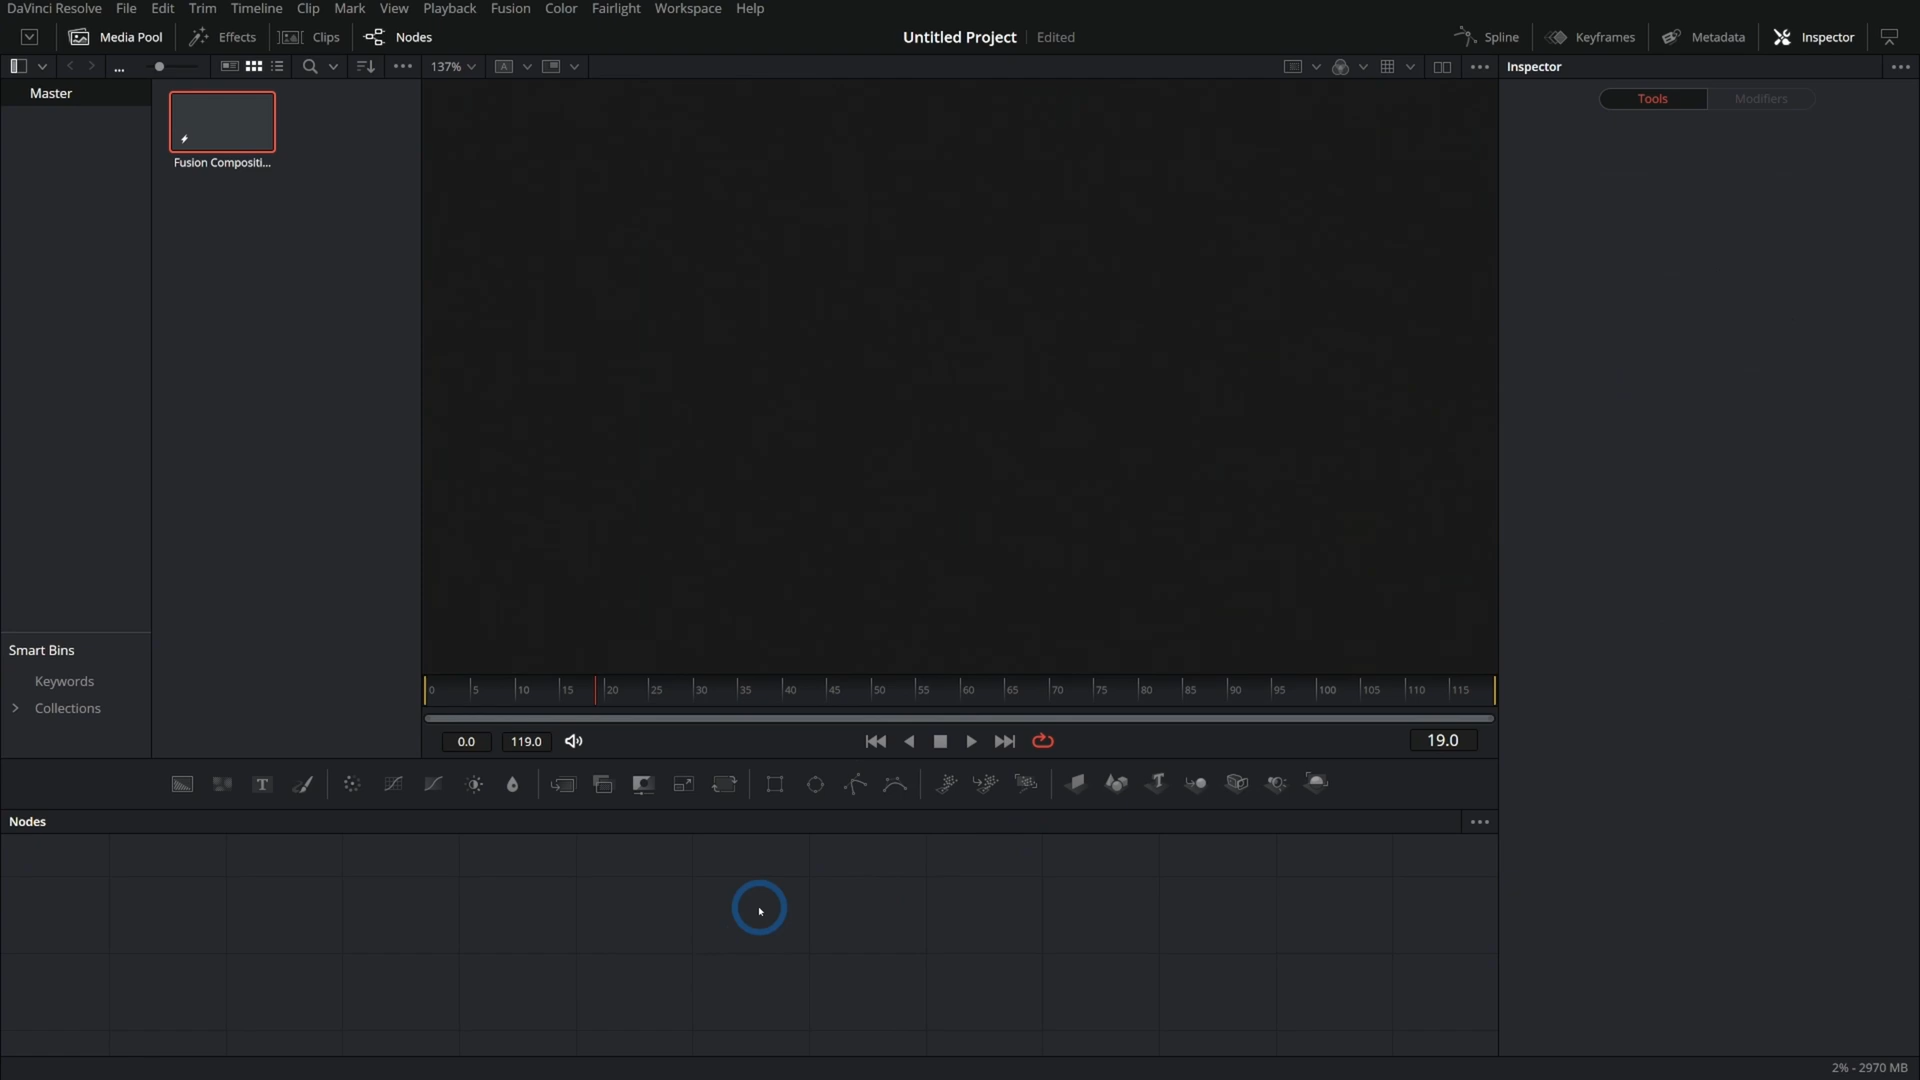 DaVinci Resolve File Edit Trim Timeline Clip Mark View Playback Fusion Color Fairlight Workspace Help
Media Pool Effects Clips Nodes Untitled Project Edited Spline Keyframes Metadata Inspector
137% A Inspector
Master Tools Modifiers
Fusion Compositi...
Smart Bins
Keywords
Collections
0 5 10 15 20 25 30 35 40 45 50 55 60 65 70 75 80 85 90 95 100 105 110 115
0.0 119.0 19.0
T T
Nodes
2% - 2970 MB